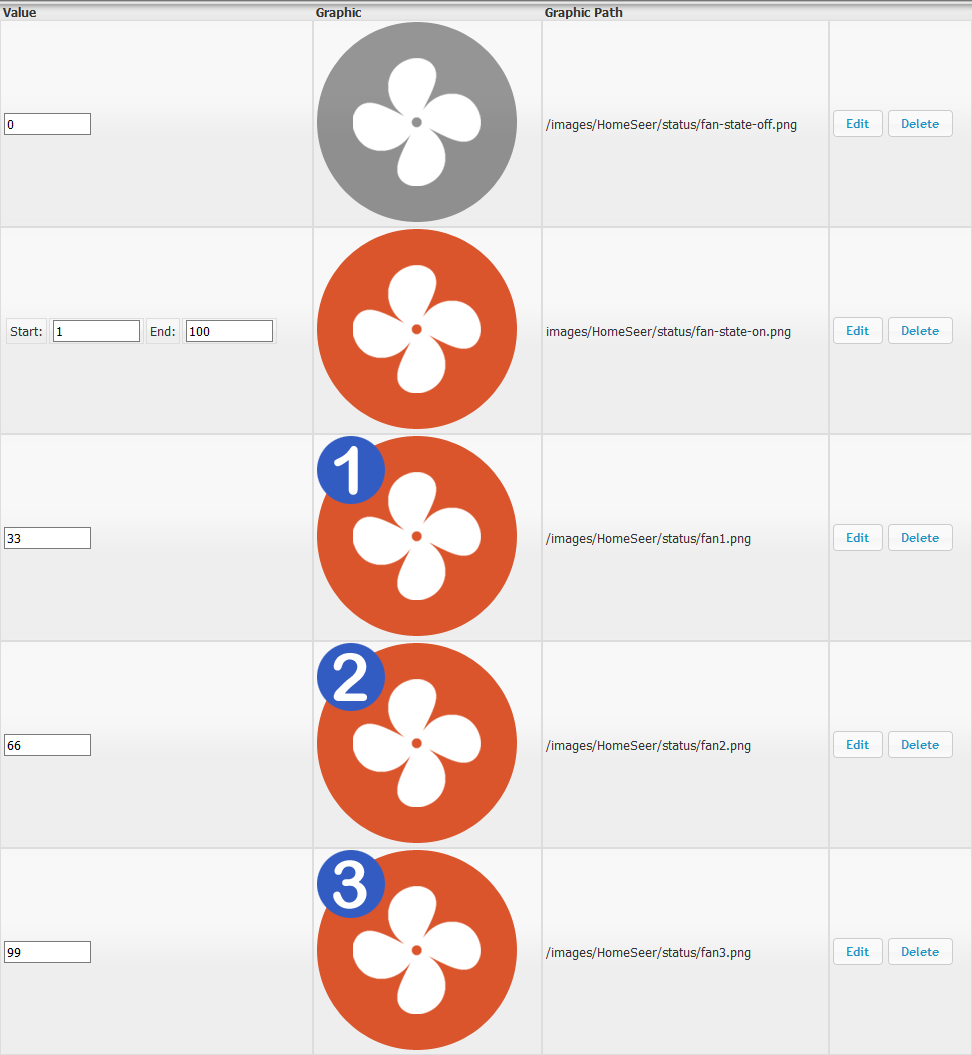 Value Graphic Graphic Path
0 /images/HomeSeer/status/fan-state-off.png Edit Delete
Start: 1 End: 100 images/HomeSeer/status/fan-state-on.png Edit Delete
1
33 /images/HomeSeer/status/fan1.png Edit Delete
2
66 /images/HomeSeer/status/fan2.png Edit Delete
3
99 /images/HomeSeer/status/fan3.png Edit Delete